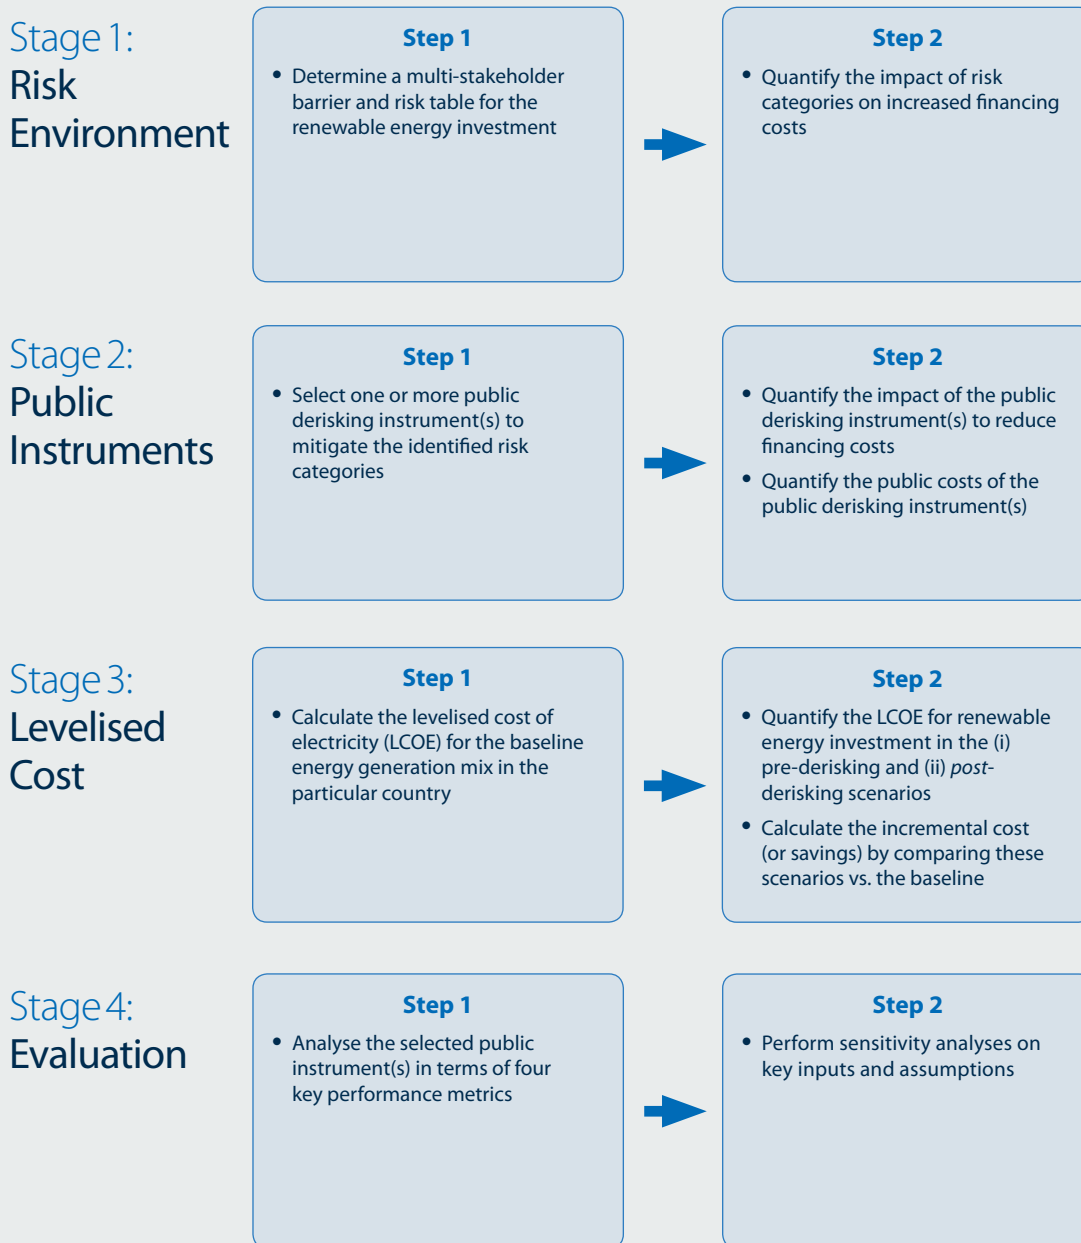 Stage 1:
Risk
Environment
Step 1
• Determine a multi-stakeholder
barrier and risk table for the
renewable energy investment
Step 2
• Quantify the impact of risk
categories on increased financing
costs
Stage 2:
Public
Instruments
Step 1
• Select one or more public
derisking instrument(s) to
mitigate the identified risk
categories
Step 2
• Quantify the impact of the public
derisking instrument(s) to reduce
financing costs
• Quantify the public costs of the
public derisking instrument(s)
Stage 3:
Levelised
Cost
Step 1
• Calculate the levelised cost of
electricity (LCOE) for the baseline
energy generation mix in the
particular country
Step 2
• Quantify the LCOE for renewable
energy investment in the (i)
pre-derisking and (ii) post-
derisking scenarios
• Calculate the incremental cost
(or savings) by comparing these
scenarios vs. the baseline
Stage 4:
Evaluation
Step 1
• Analyse the selected public
instrument(s) in terms of four
key performance metrics
Step 2
• Perform sensitivity analyses on
key inputs and assumptions